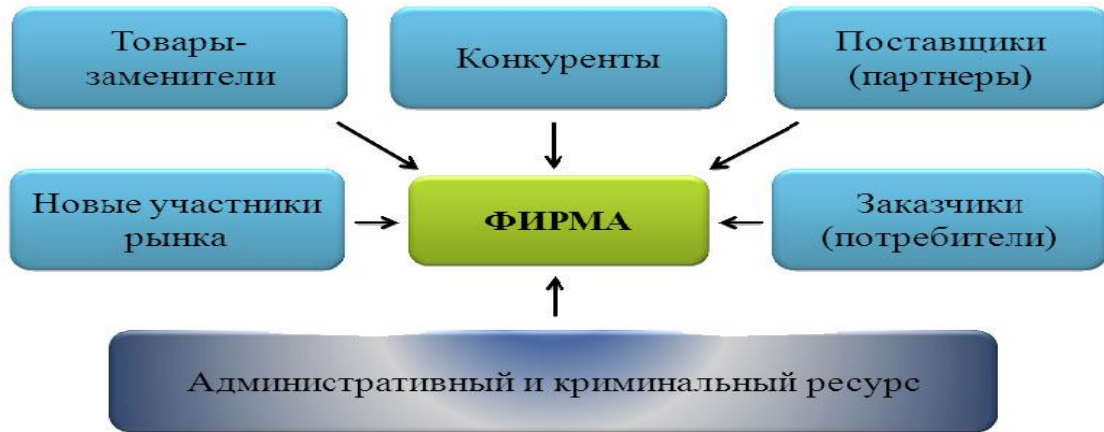 Товары-
заменители
Конкуренты
Поставщики
(партнеры)
Новые участники
рынка
ФИРМА
Заказчики
(потребители)
Административный и криминальный ресурс